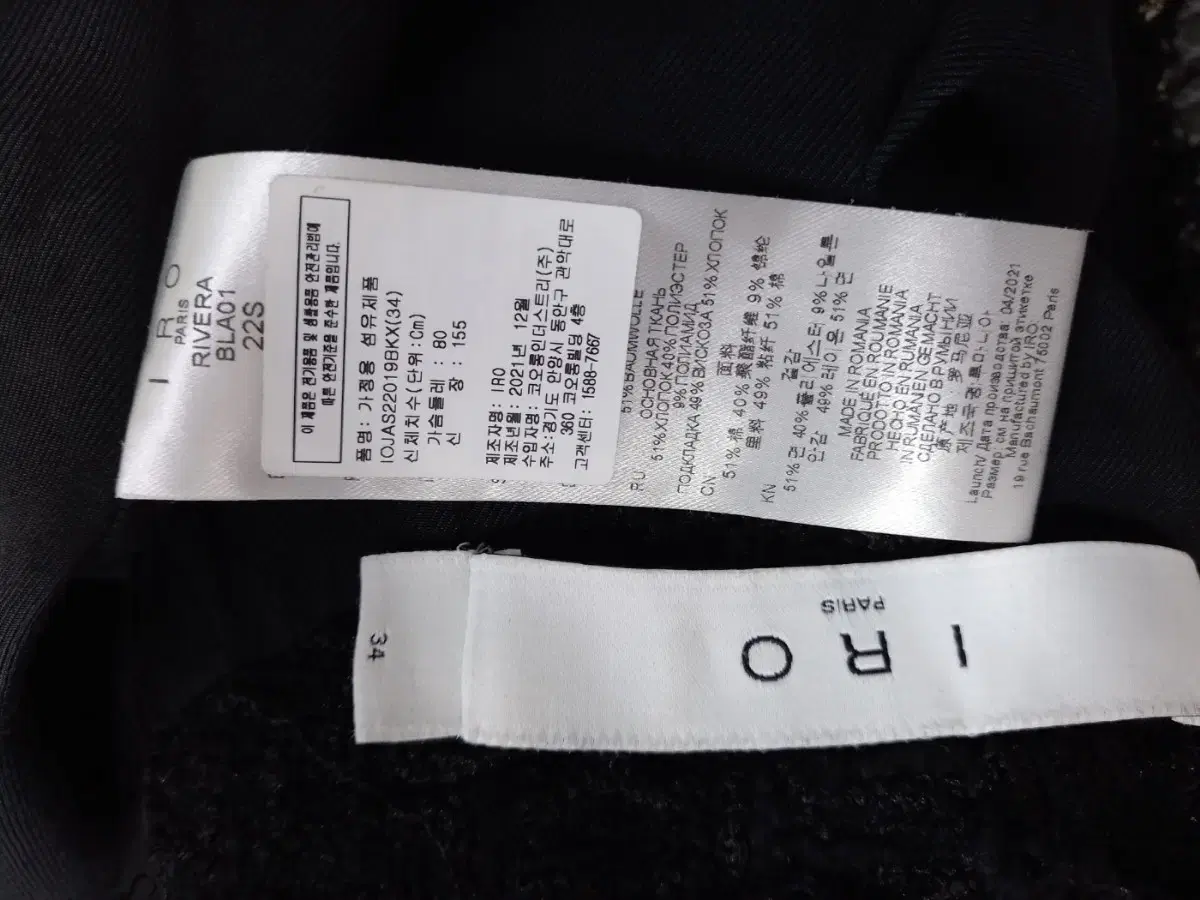 I R O
PARIS
RIVERA
BLA01
22S
이 제품은 전기용품 및 생활용품 안전관리법에
따른 안전기준을 준수한 제품입니다.
품명 : 가정용 섬유제품
IOJAS22019BKX(34)
신체치수(단위:Cm)
가슴둘레 : 80
신 장 : 155
제조자명: IRO
제조년월: 2021년 12월
수입자명: 코오롱인더스트리(주)
주소:경기도 안양시 동안구 관악대로
360 코오롱빌딩 4층
고객센터: 1588-7667
51% BAUMWOLLE
RU ОСНОВНАЯ ТКАНЬ
51% ХЛОПОК 40% ПОЛИЭСТЕР
9% ПОЛИАМИД
ПОДКЛАДКА 49% ВИСКОЗА 51% ХЛОПОК
CN 面料
51% 棉 40% 聚酯纤维 9% 锦纶
里料 49% 粘纤 51% 棉
KN 겉감
51% 면 40% 폴리에스터 9% 나일론
안감 49% 레이온 51% 면
MADE IN ROMANIA
FABRIQUÉ EN ROUMANIE
PRODOTTO IN ROMANIA
HECHO EN RUMANIA
IN RUMÄNIEN GEMACHT
СДЕЛАНО В РУМЫНИИ
原产地: 罗马尼亚
제조국명:루마니아
Launch/ Дата производства: 04/2021
Размер см на пришитой этикетке
Manufactured by IRO
19 rue Bachaumont 75002 Paris
34
I R O
PARIS